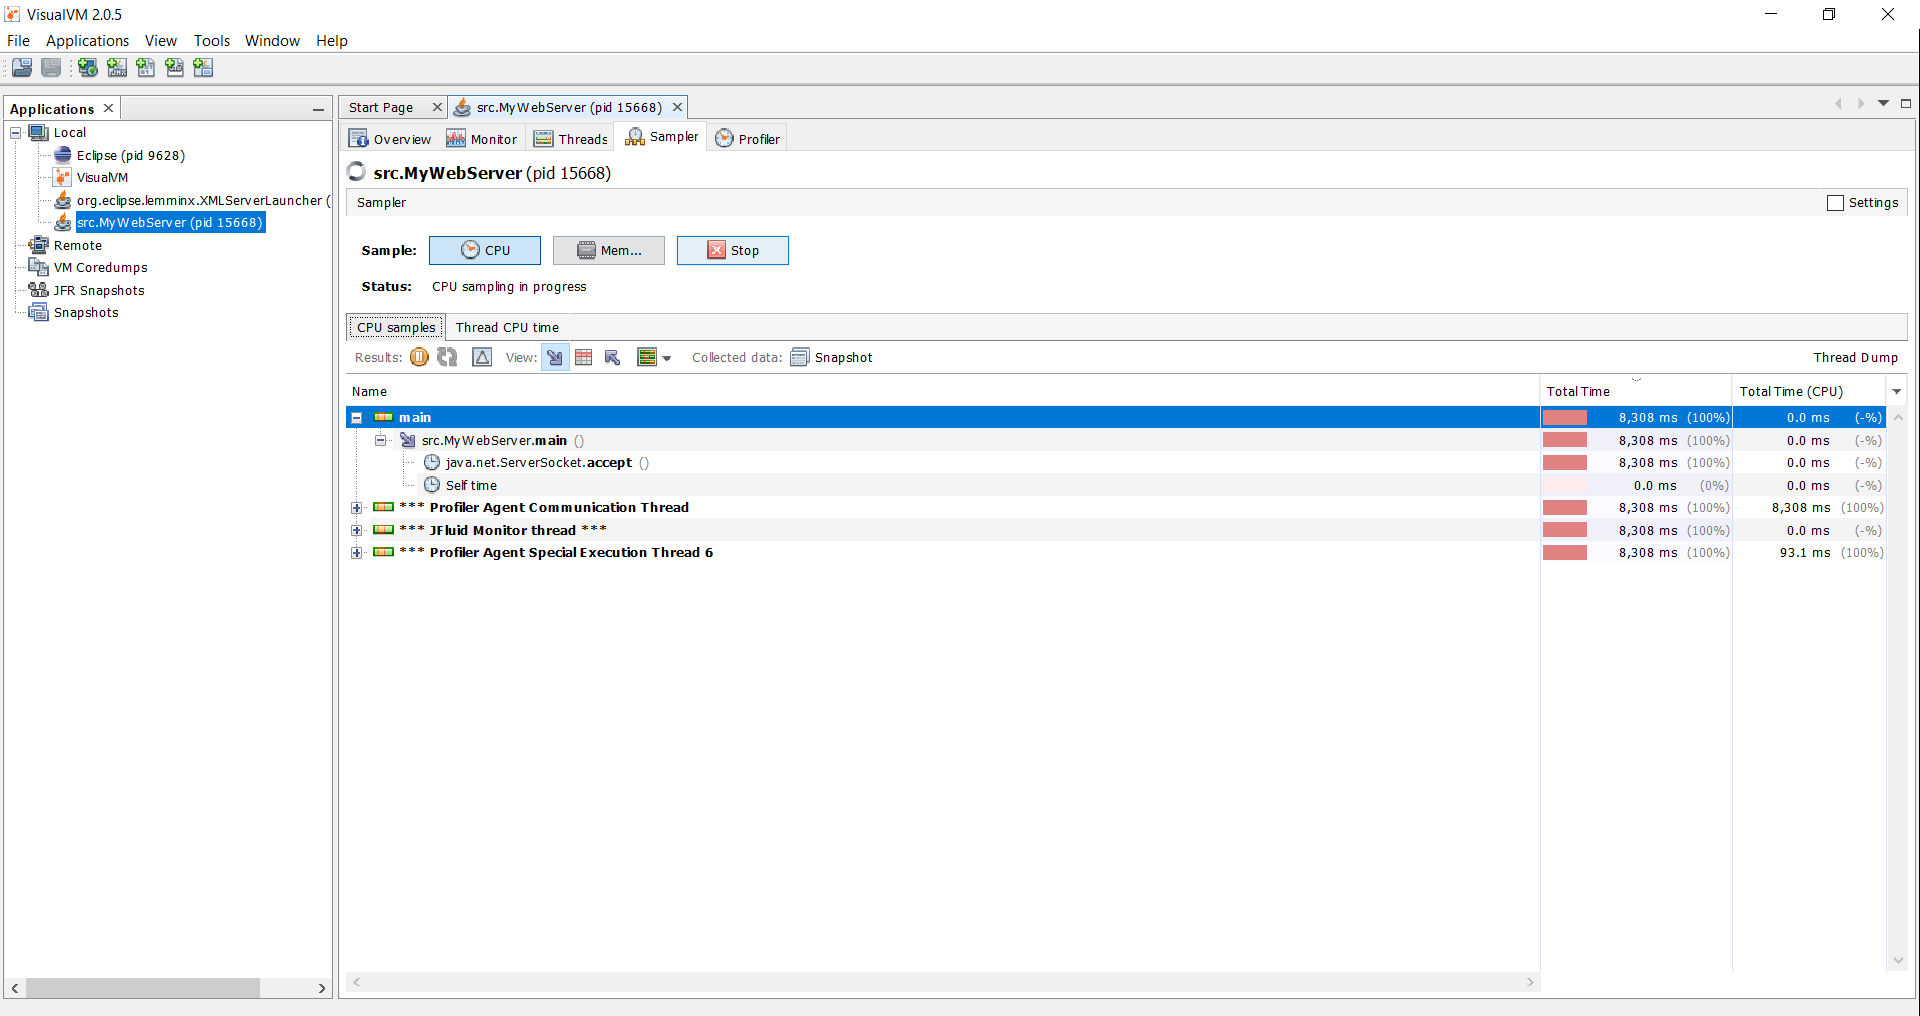 VisualVM 2.0.5
File Applications View Tools Window Help
Applications
Local
Eclipse (pid 9628)
VisualVM
org.eclipse.lemminx.XMLServerLauncher (
src.MyWebServer (pid 15668)
Remote
VM Coredumps
JFR Snapshots
Snapshots
Start Page src.MyWebServer (pid 15668)
Overview Monitor Threads Sampler Profiler
src.MyWebServer (pid 15668)
Sampler Settings
Sample: CPU Mem... Stop
Status: CPU sampling in progress
CPU samples Thread CPU time
Results: View: Collected data: Snapshot Thread Dump
Name Total Time Total Time (CPU)
main 8,308 ms (100%) 0.0 ms (-%)
src.MyWebServer.main () 8,308 ms (100%) 0.0 ms (-%)
java.net.ServerSocket.accept () 8,308 ms (100%) 0.0 ms (-%)
Self time 0.0 ms (0%) 0.0 ms (-%)
*** Profiler Agent Communication Thread 8,308 ms (100%) 8,308 ms (100%)
*** JFluid Monitor thread *** 8,308 ms (100%) 0.0 ms (-%)
*** Profiler Agent Special Execution Thread 6 8,308 ms (100%) 93.1 ms (100%)